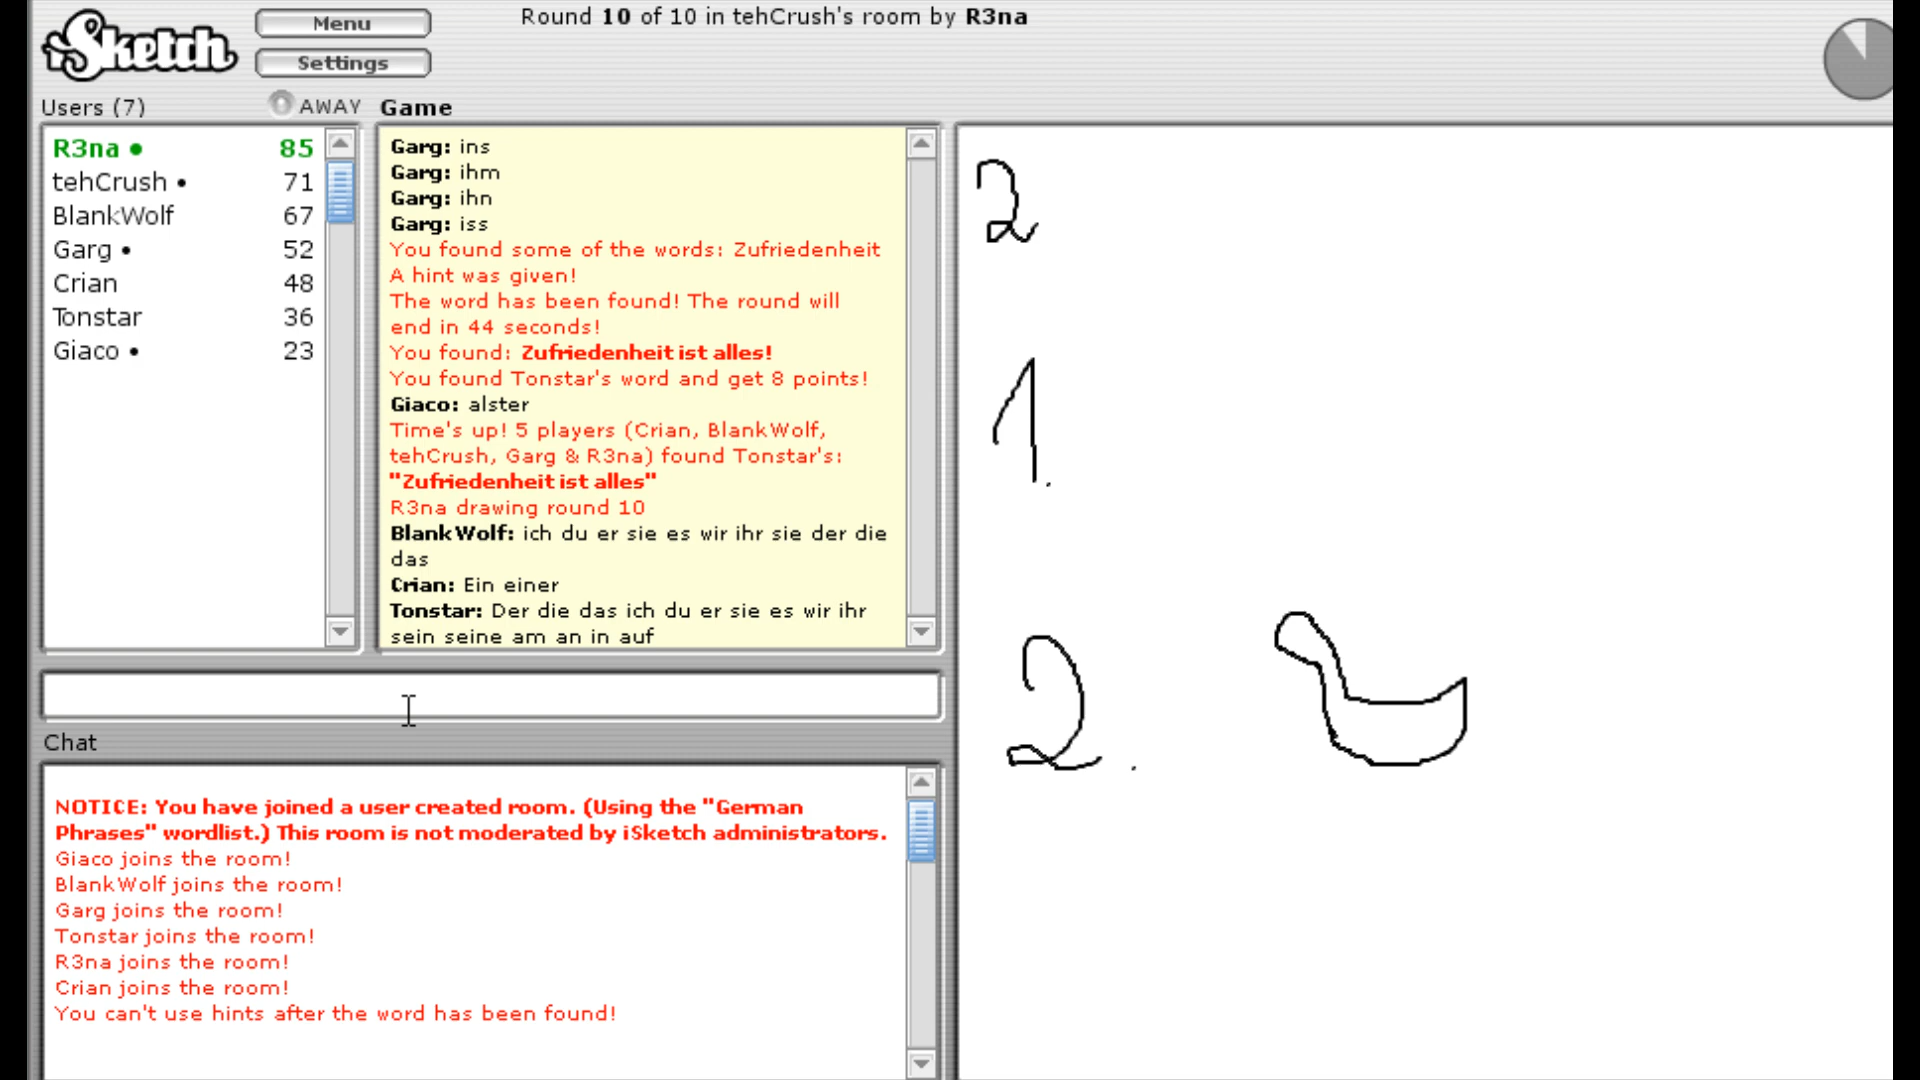 iSketch
Menu
Settings
Round 10 of 10 in tehCrush's room by R3na
Users (7)
AWAY
R3na • 85
tehCrush • 71
BlankWolf 67
Garg • 52
Crian 48
Tonstar 36
Giaco • 23
Game
Garg: ins
Garg: ihm
Garg: ihn
Garg: iss
You found some of the words: Zufriedenheit
A hint was given!
The word has been found! The round will
end in 44 seconds!
You found: Zufriedenheit ist alles!
You found Tonstar's word and get 8 points!
Giaco: alster
Time's up! 5 players (Crian, BlankWolf,
tehCrush, Garg & R3na) found Tonstar's:
"Zufriedenheit ist alles"
R3na drawing round 10
BlankWolf: ich du er sie es wir ihr sie der die
das
Crian: Ein einer
Tonstar: Der die das ich du er sie es wir ihr
sein seine am an in auf
Chat
NOTICE: You have joined a user created room. (Using the "German
Phrases" wordlist.) This room is not moderated by iSketch administrators.
Giaco joins the room!
BlankWolf joins the room!
Garg joins the room!
Tonstar joins the room!
R3na joins the room!
Crian joins the room!
You can't use hints after the word has been found!
2
1.
2.